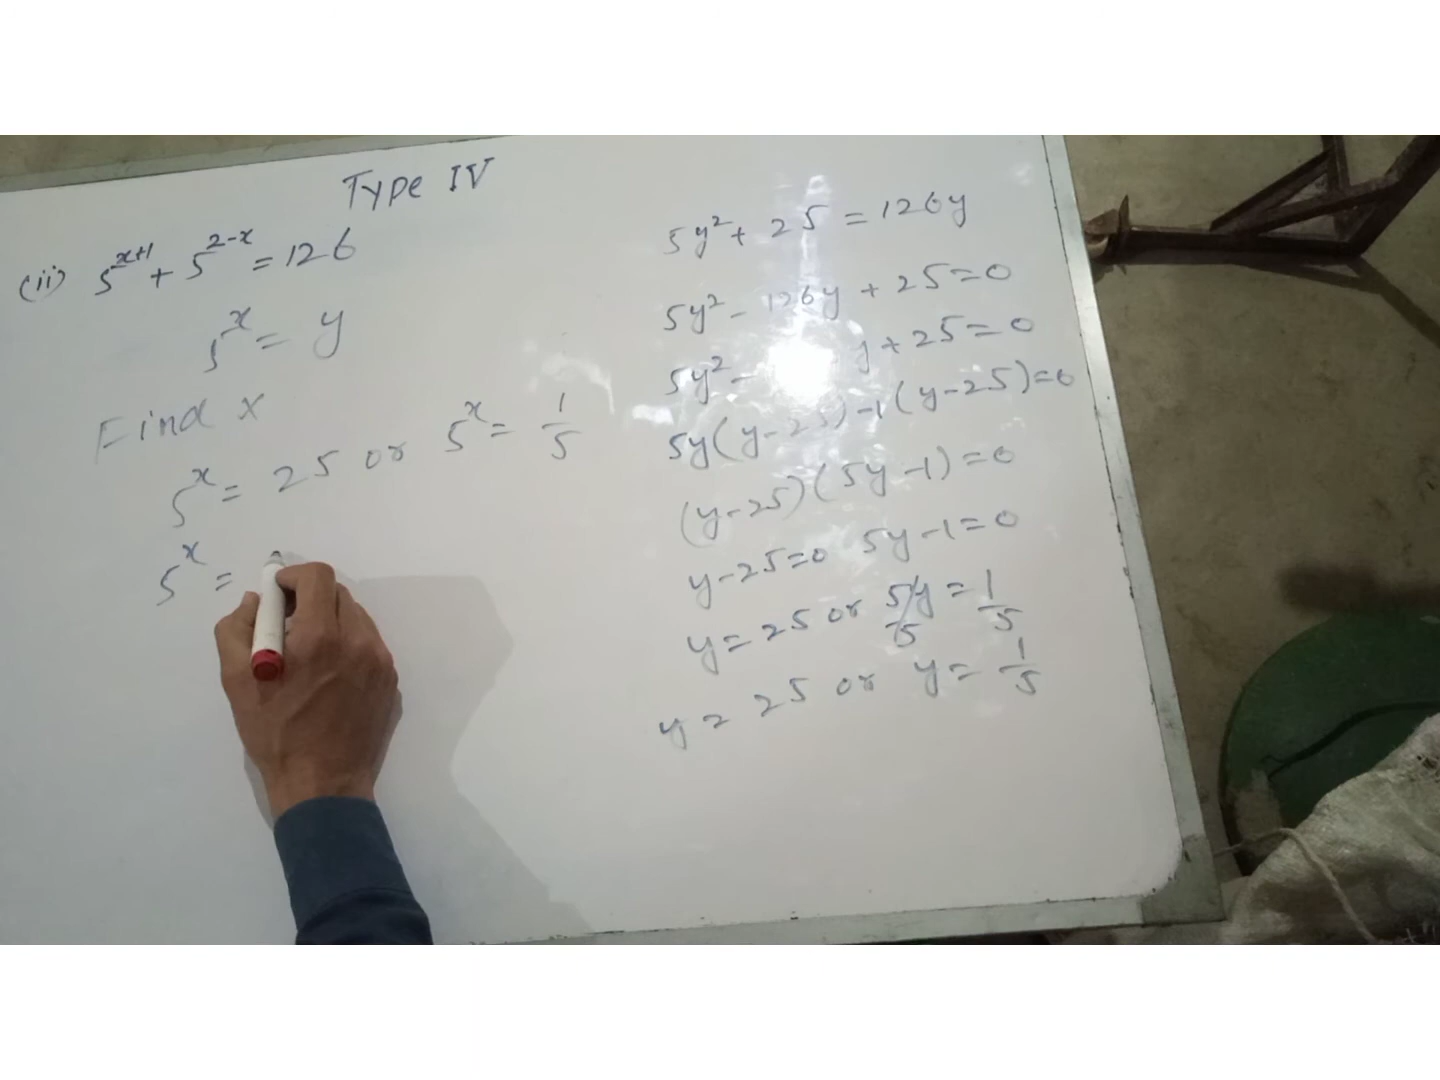 Type IV
(ii) 5^{x+1} + 5^{2-x} = 126
5^x = y
Find x
5^x = 25 or 5^x = 1/5
5^x =
5y² + 25 = 126y
5y² - 126y + 25 = 0
5y² - y + 25 = 0
5y(y-25) -1(y-25) = 0
(y-25)(5y-1) = 0
y-25=0 5y-1=0
y = 25 or 5y/5 = 1/5
y = 25 or y = 1/5